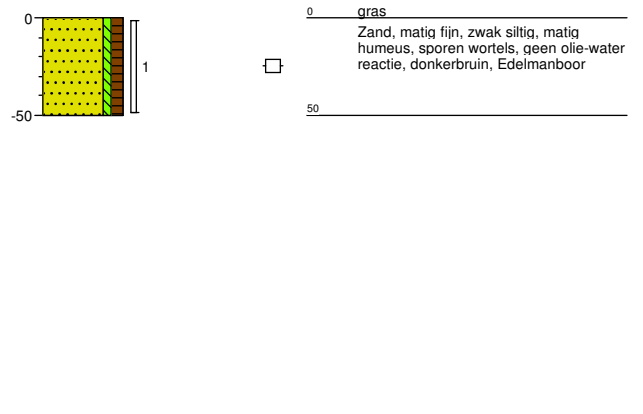 0
-50
1
0
gras
Zand, matig fijn, zwak siltig, matig
humeus, sporen wortels, geen olie-water
reactie, donkerbruin, Edelmanboor
50